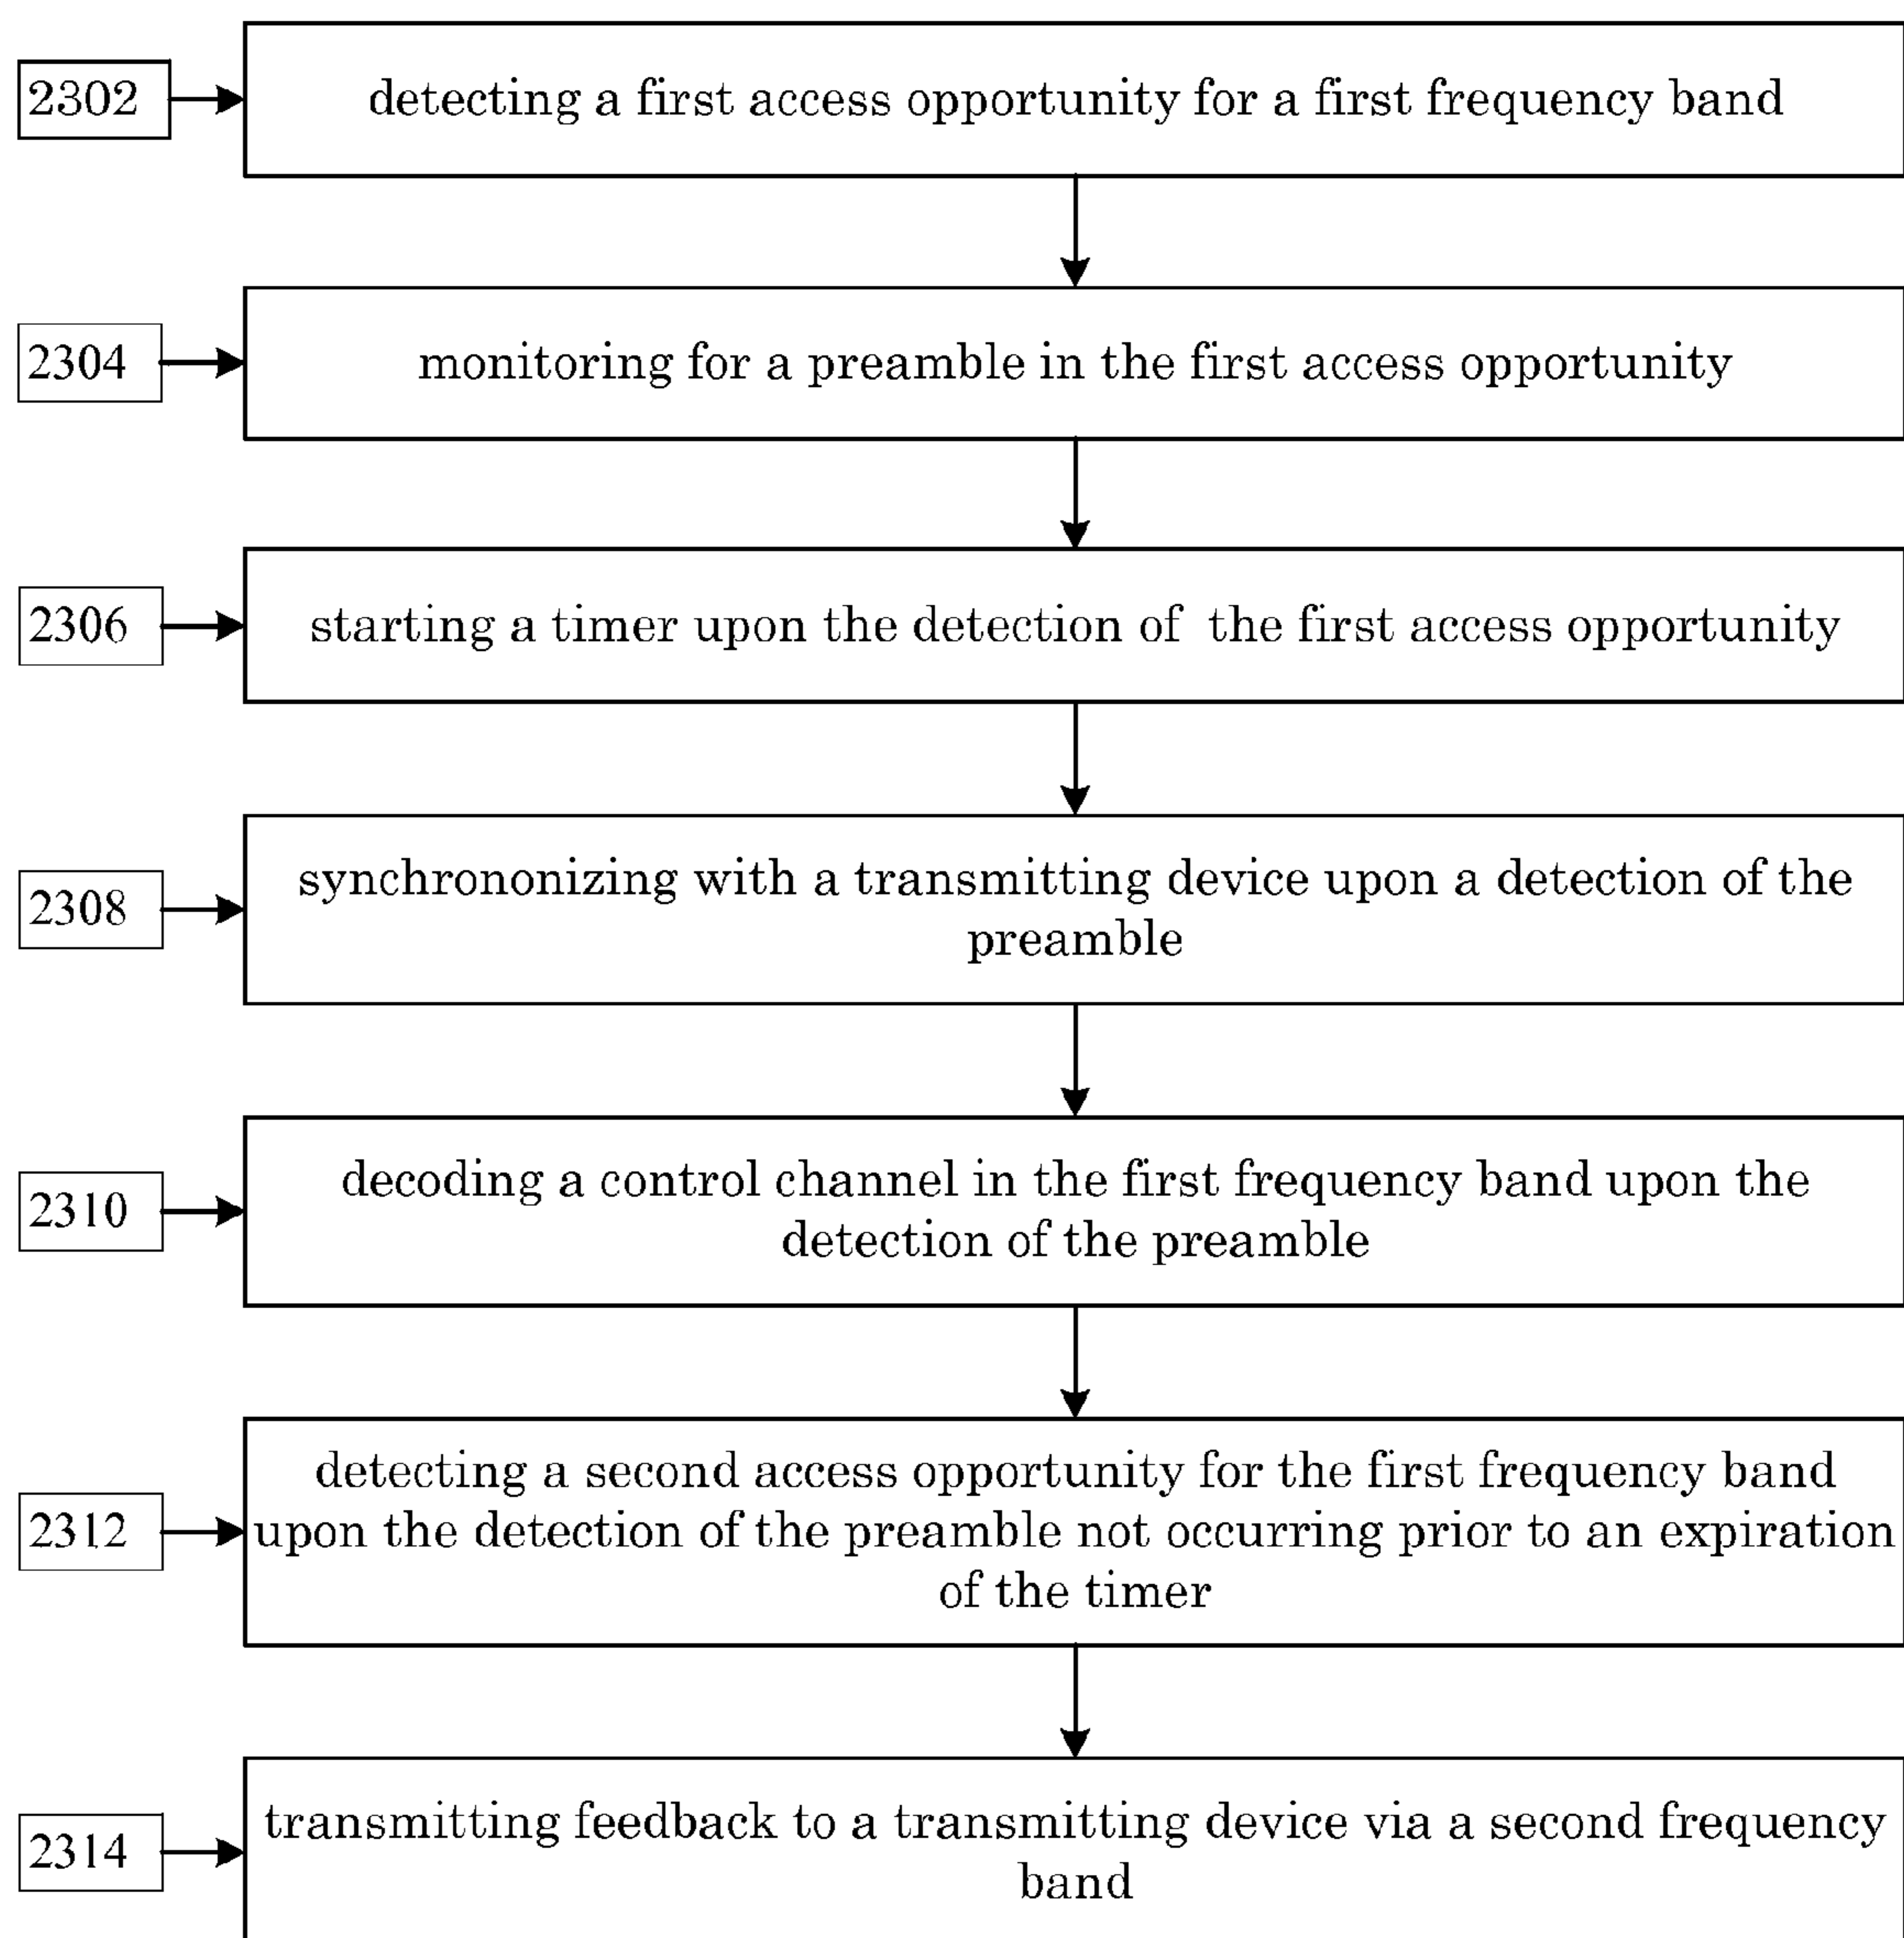 2302
detecting a first access opportunity for a first frequency band
2304
monitoring for a preamble in the first access opportunity
2306
starting a timer upon the detection of the first access opportunity
2308
synchrononizing with a transmitting device upon a detection of the
preamble
2310
decoding a control channel in the first frequency band upon the
detection of the preamble
2312
detecting a second access opportunity for the first frequency band
upon the detection of the preamble not occurring prior to an expiration
of the timer
2314
transmitting feedback to a transmitting device via a second frequency
band